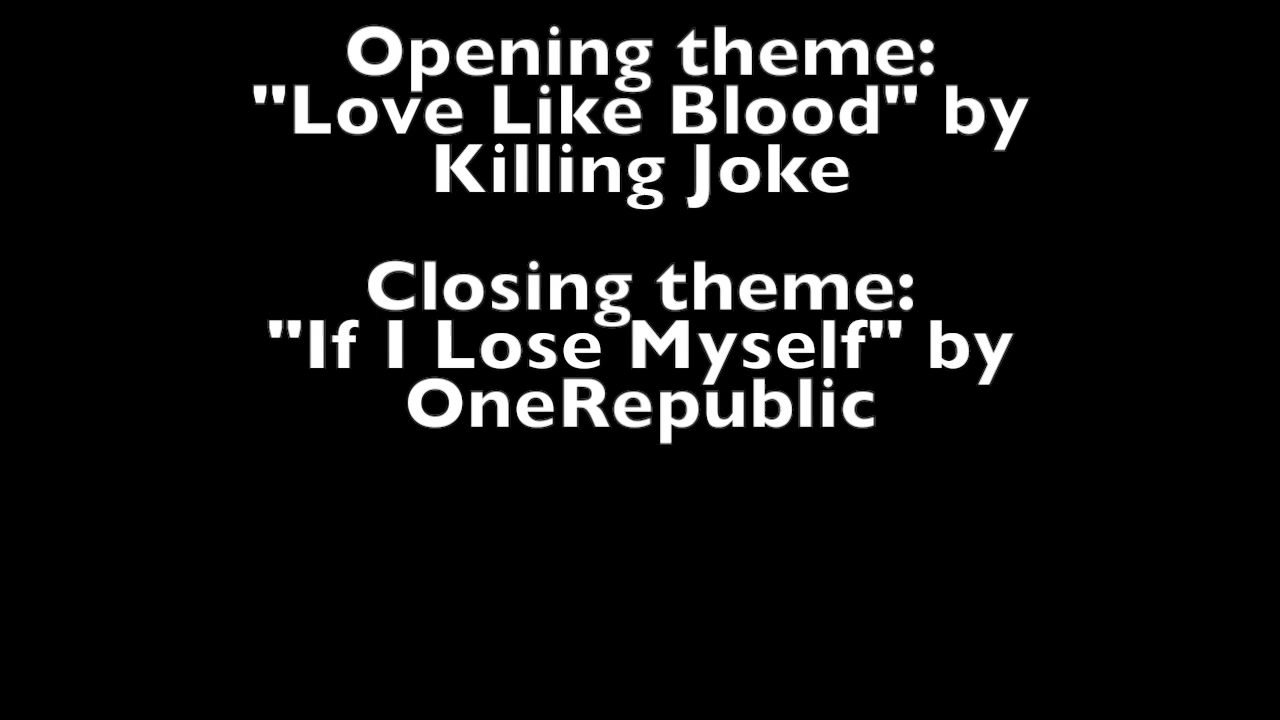 Opening theme:
"Love Like Blood" by
Killing Joke
Closing theme:
"If I Lose Myself" by
OneRepublic